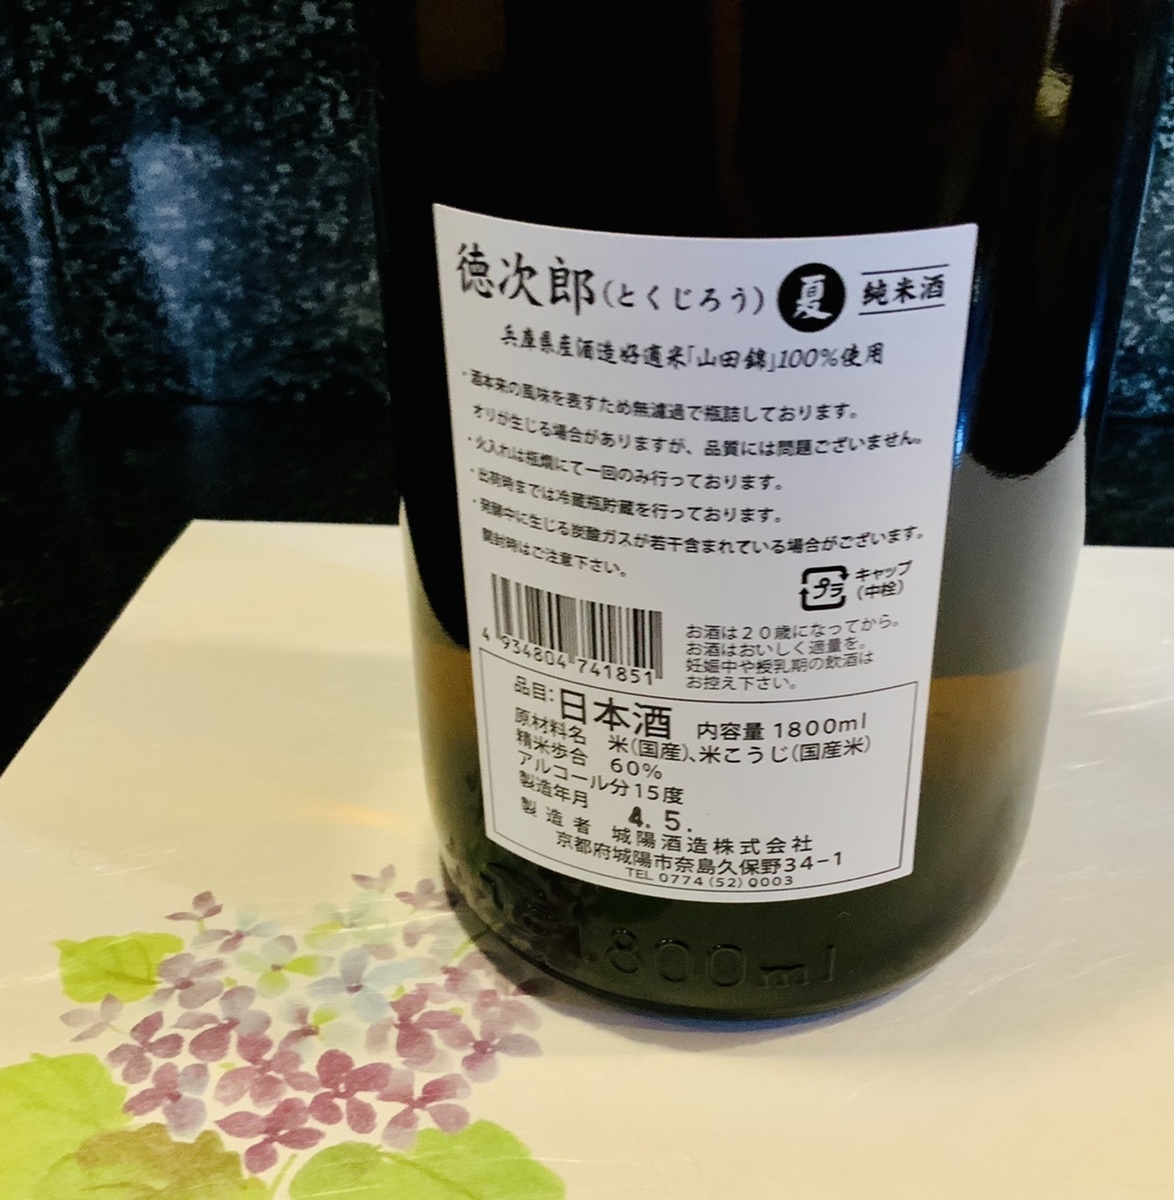 徳次郎(とくじろう) 夏 純米酒
兵庫県産酒造好適米「山田錦」100%使用
・酒本来の風味を表すため無濾過で瓶詰しております。
オリが生じる場合がありますが、品質には問題ございません。
・火入れは瓶燗にて一回のみ行っております。
・出荷時までは冷蔵瓶貯蔵を行っております。
・発酵中に生じる炭酸ガスが若干含まれている場合がございます。
開封時はご注意下さい。
プラ キャップ
(中栓)
4 934804 741851
お酒は20歳になってから。
お酒はおいしく適量を。
妊娠中や授乳期の飲酒は
お控え下さい。
品目:日本酒 内容量 1800ml
原材料名 米(国産)、米こうじ(国産米)
精米歩合 60%
アルコール分15度
製造年月 4. 5.
製造者 城陽酒造株式会社
京都府城陽市奈島久保野34-1
TEL 0774(52)0003
1800ml